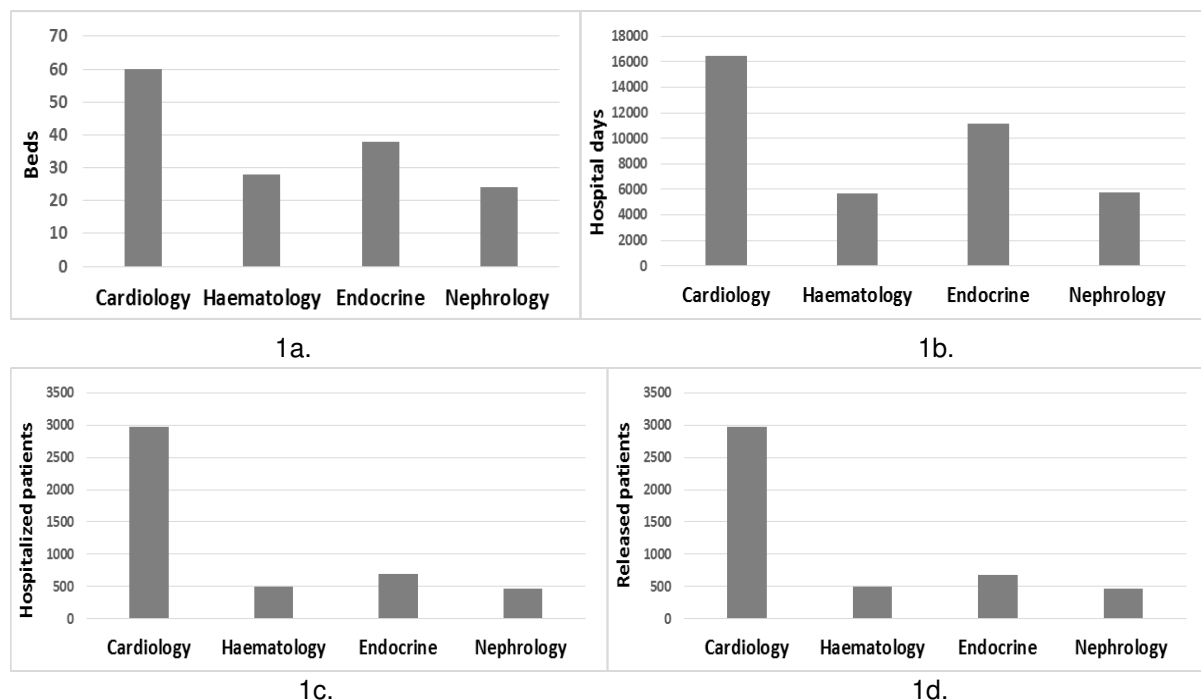 Beds
70
60
50
40
30
20
10
0
Cardiology Haematology Endocrine Nephrology
Hospital days
18000
16000
14000
12000
10000
8000
6000
4000
2000
0
Cardiology Haematology Endocrine Nephrology
1a.
1b.
Hospitalized patients
3500
3000
2500
2000
1500
1000
500
0
Cardiology Haematology Endocrine Nephrology
Released patients
3500
3000
2500
2000
1500
1000
500
0
Cardiology Haematology Endocrine Nephrology
1c.
1d.